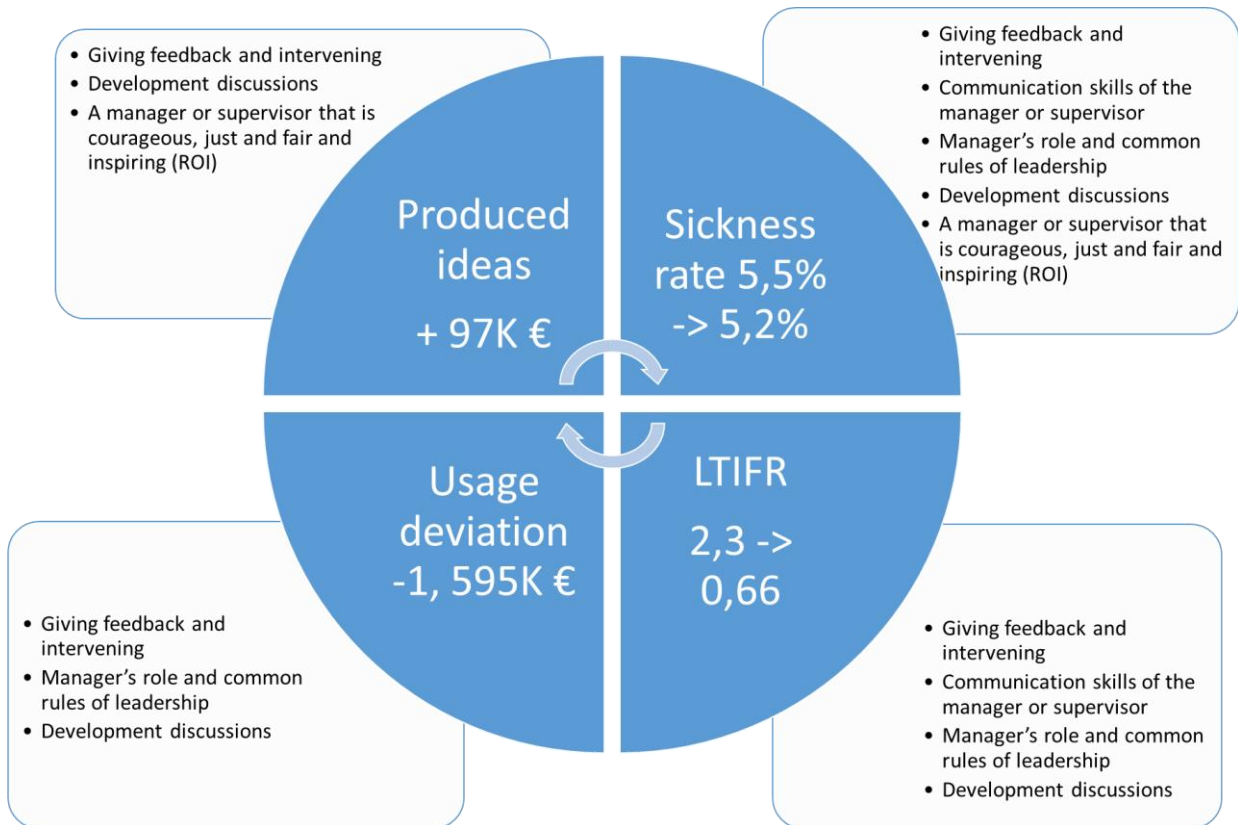 • Giving feedback and intervening
• Development discussions
• A manager or supervisor that is
courageous, just and fair and
inspiring (ROI)
Produced
ideas
+ 97K €
• Giving feedback and
intervening
• Communication skills of the
manager or supervisor
• Manager’s role and common
rules of leadership
• Development discussions
• A manager or supervisor that
is courageous, just and fair and
inspiring (ROI)
Sickness
rate 5,5%
-> 5,2%
Usage
deviation
-1, 595K €
• Giving feedback and
intervening
• Manager’s role and common
rules of leadership
• Development discussions
LTIFR
2,3 ->
0,66
• Giving feedback and
intervening
• Communication skills of the
manager or supervisor
• Manager’s role and common
rules of leadership
• Development discussions